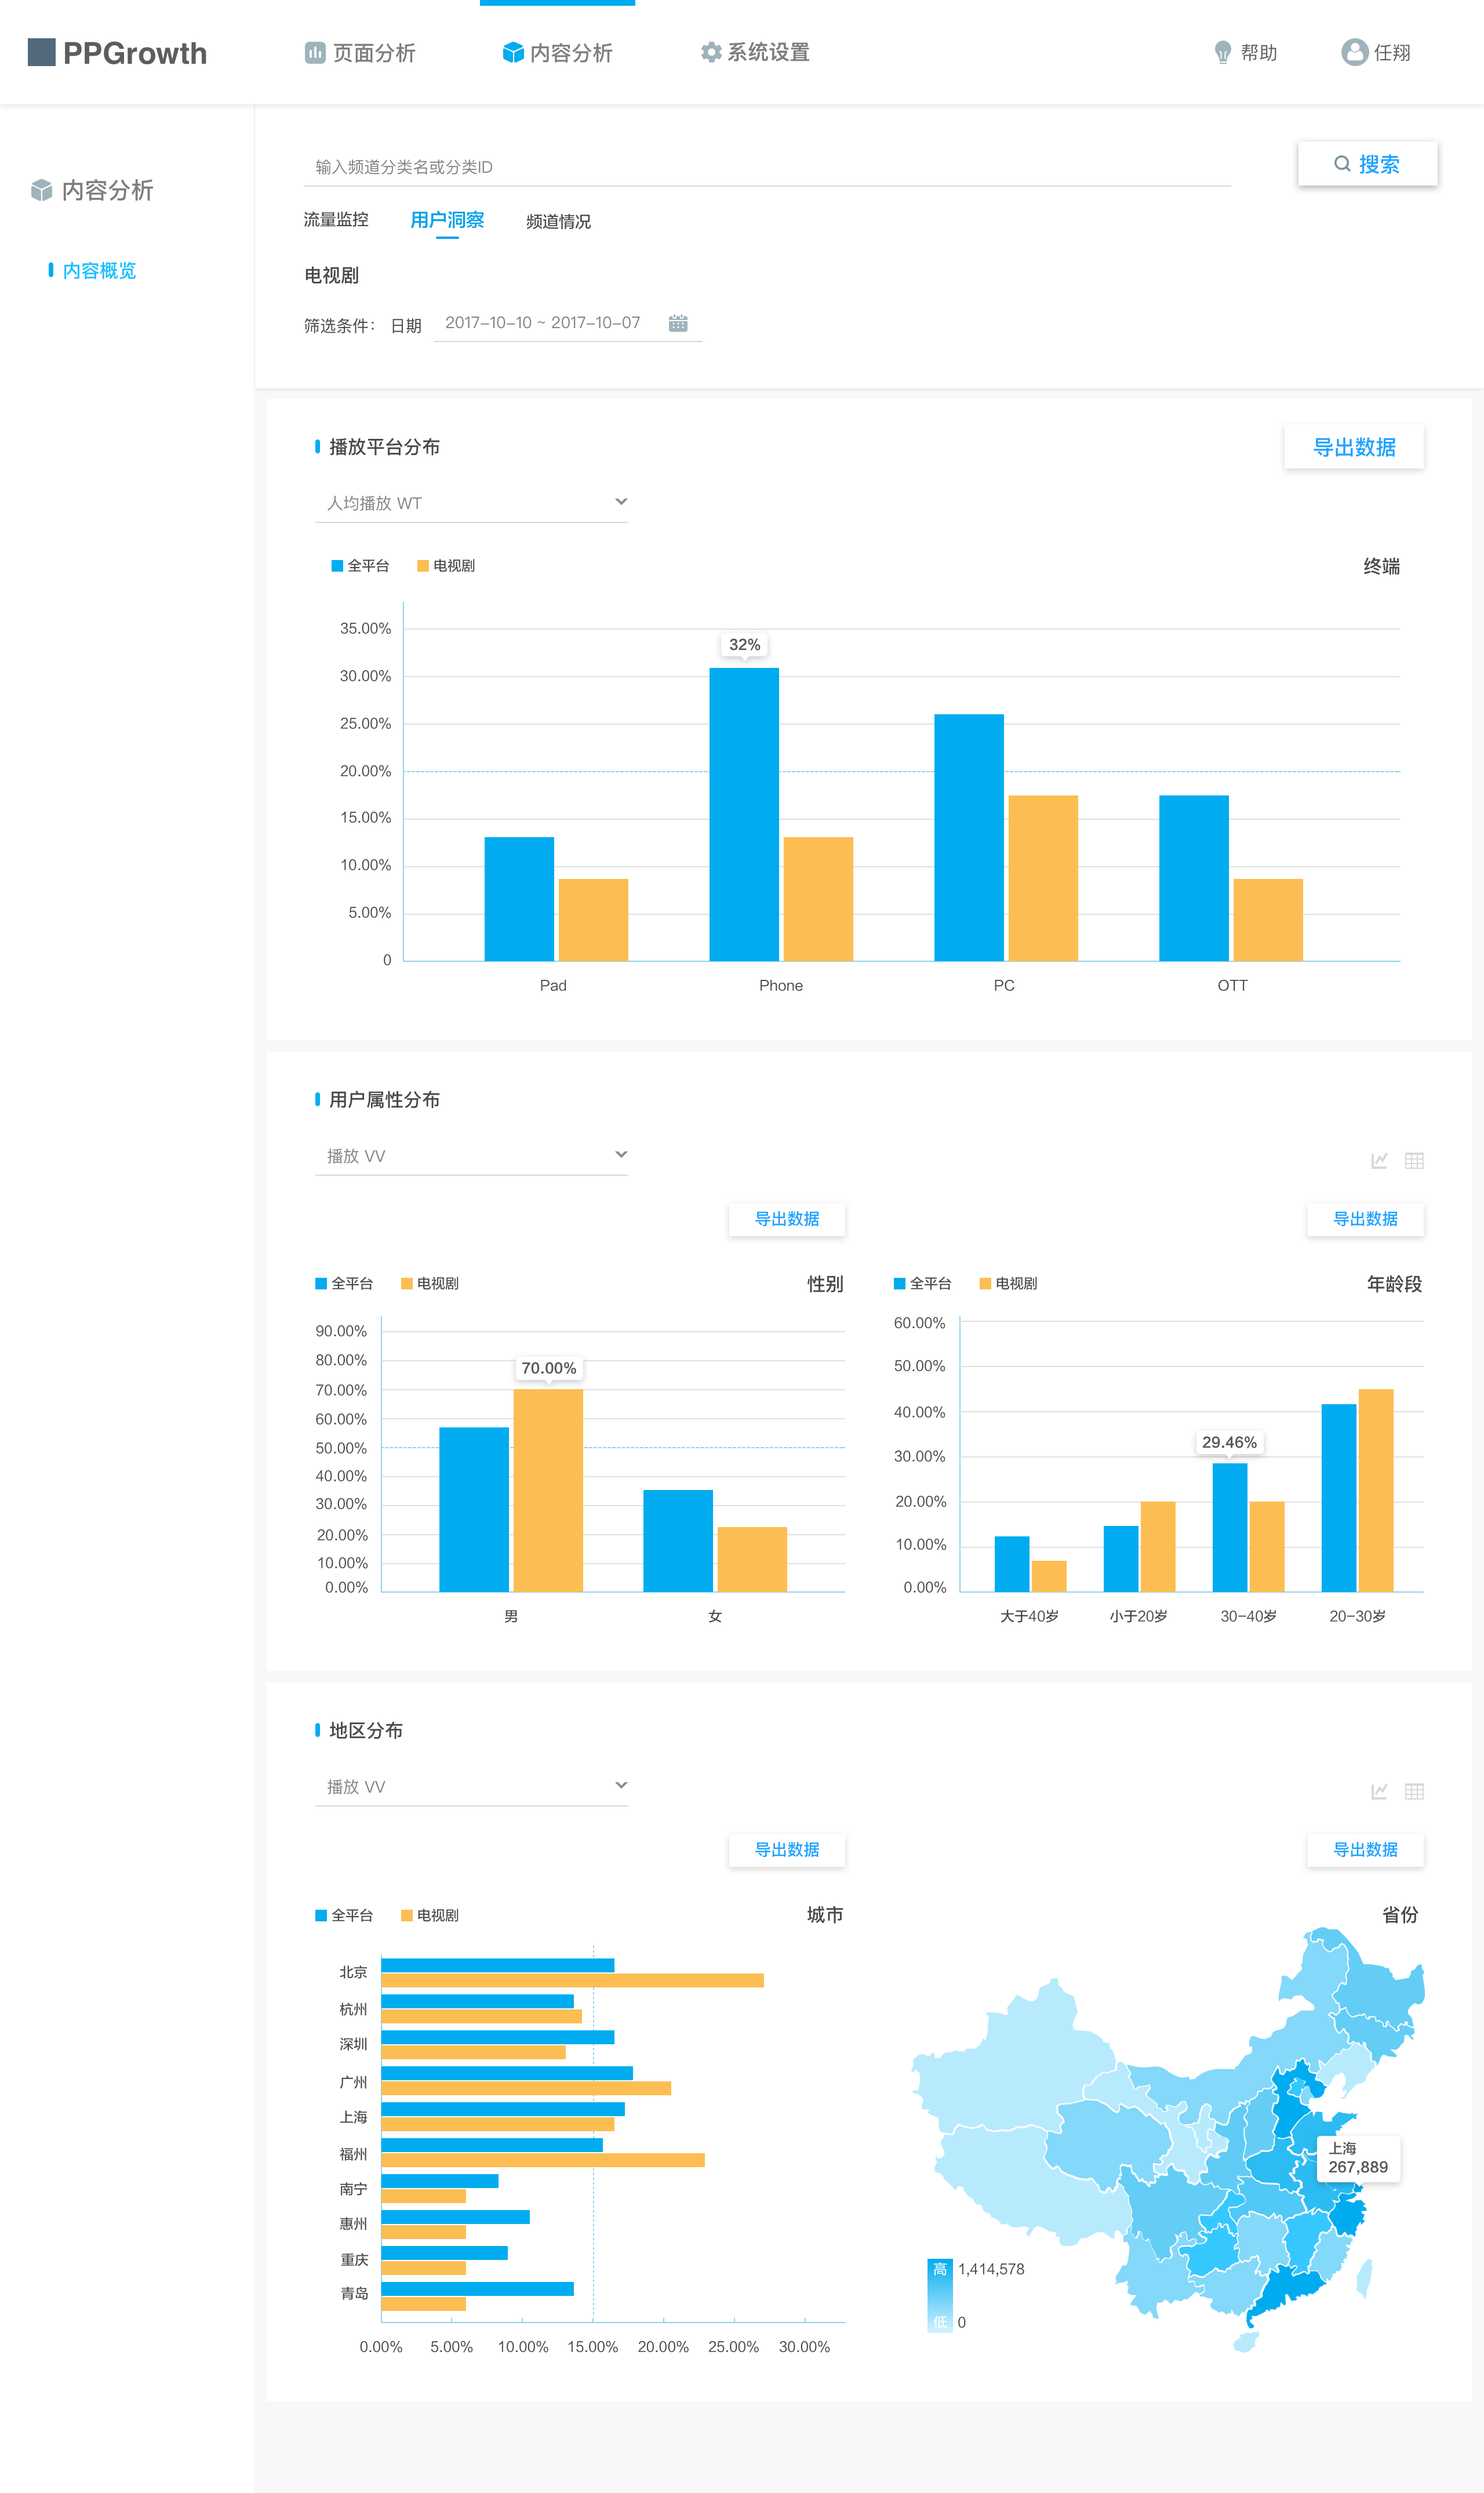 PPGrowth
页面分析
内容分析
系统设置
帮助
任翔
内容分析
内容概览
输入频道分类名或分类ID
搜索
流量监控
用户洞察
频道情况
电视剧
筛选条件： 日期 2017-10-10 ~ 2017-10-07
播放平台分布
导出数据
人均播放 WT
全平台 电视剧
终端
35.00%
32%
30.00%
25.00%
20.00%
15.00%
10.00%
5.00%
0
Pad Phone PC OTT
用户属性分布
播放 VV
导出数据
全平台 电视剧
性别
90.00%
80.00%
70.00%
70.00%
60.00%
50.00%
40.00%
30.00%
20.00%
10.00%
0.00%
男 女
导出数据
全平台 电视剧
年龄段
60.00%
50.00%
40.00%
29.46%
30.00%
20.00%
10.00%
0.00%
大于40岁 小于20岁 30-40岁 20-30岁
地区分布
播放 VV
导出数据
全平台 电视剧
城市
北京
杭州
深圳
广州
上海
福州
南宁
惠州
重庆
青岛
0.00% 5.00% 10.00% 15.00% 20.00% 25.00% 30.00%
导出数据
省份
上海
267,889
高 1,414,578
低 0